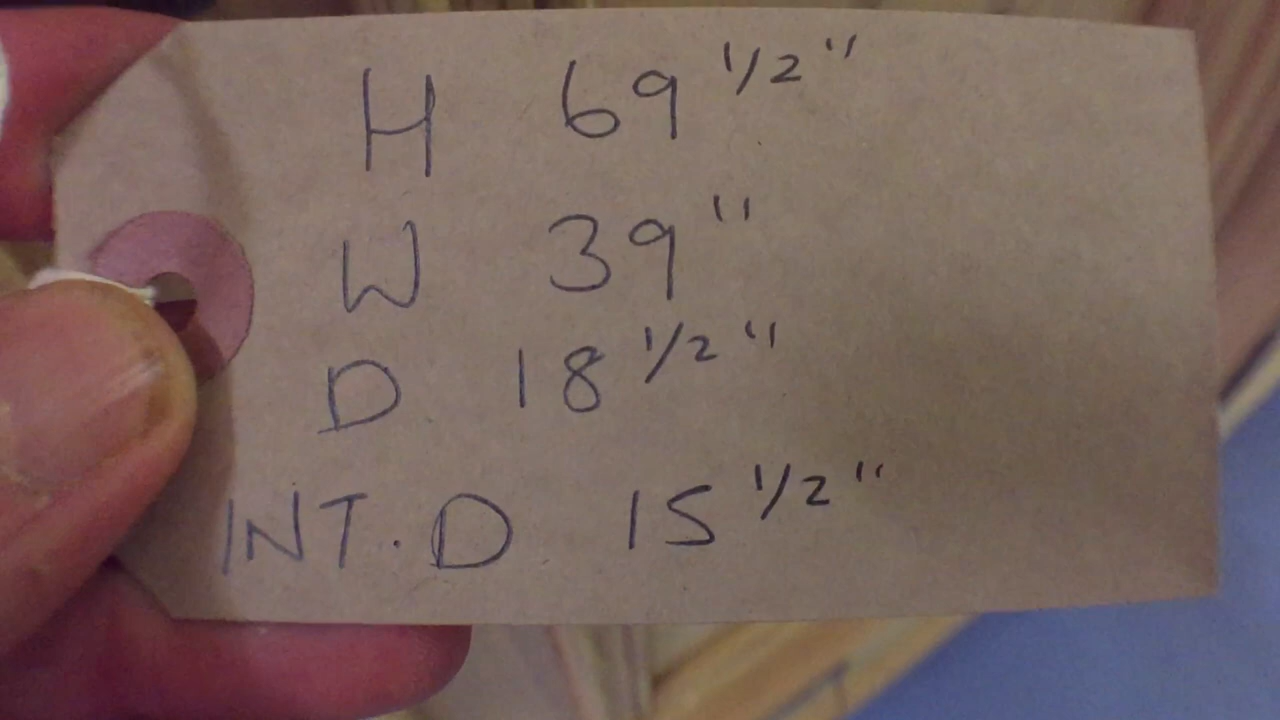 H 69 1/2"
W 39"
D 18 1/2"
INT. D 15 1/2"